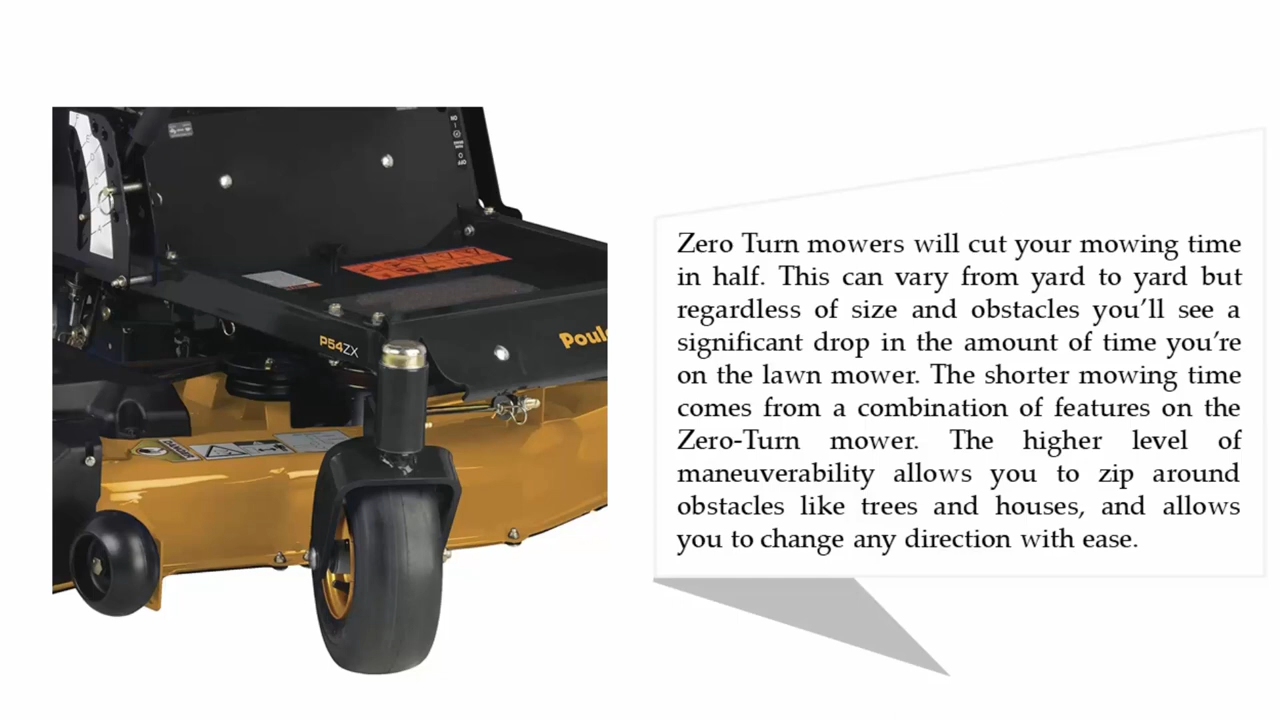 P54ZX
Poul
DANGER
Zero Turn mowers will cut your mowing time
in half. This can vary from yard to yard but
regardless of size and obstacles you'll see a
significant drop in the amount of time you're
on the lawn mower. The shorter mowing time
comes from a combination of features on the
Zero-Turn mower. The higher level of
maneuverability allows you to zip around
obstacles like trees and houses, and allows
you to change any direction with ease.